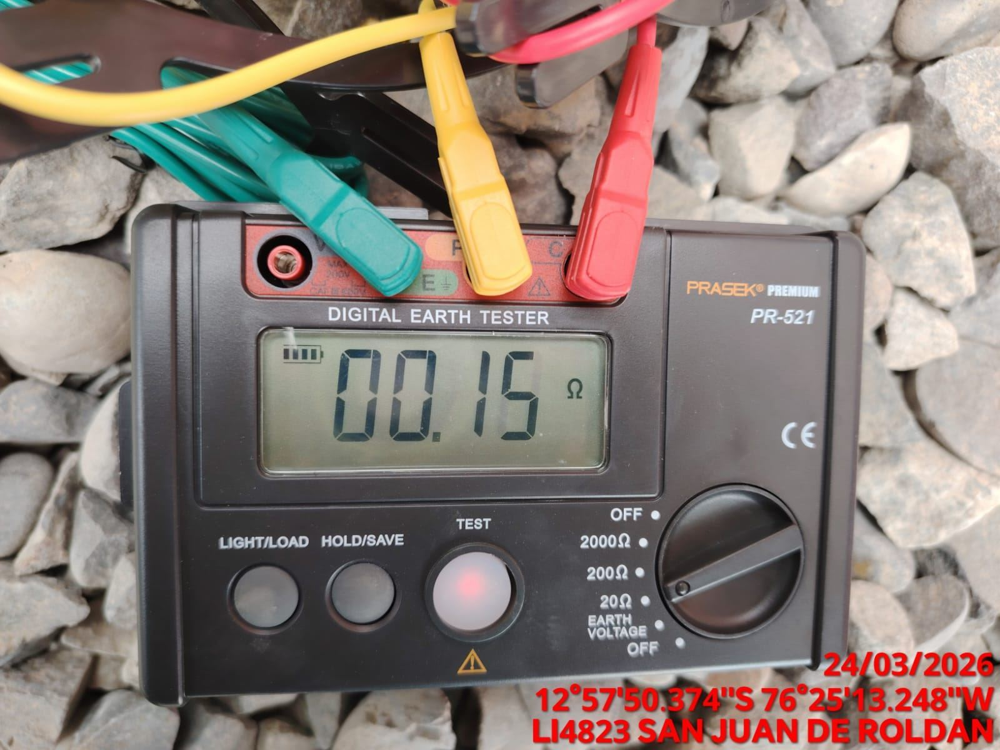 P
C
MAX
200V
E
DIGITAL EARTH TESTER
PRASEK® PREMIUM
PR-521
00.15 Ω
CE
OFF
2000Ω
200Ω
20Ω
EARTH
VOLTAGE
OFF
TEST
LIGHT/LOAD HOLD/SAVE
24/03/2026
12°57'50.374"S 76°25'13.248"W
LI4823 SAN JUAN DE ROLDAN